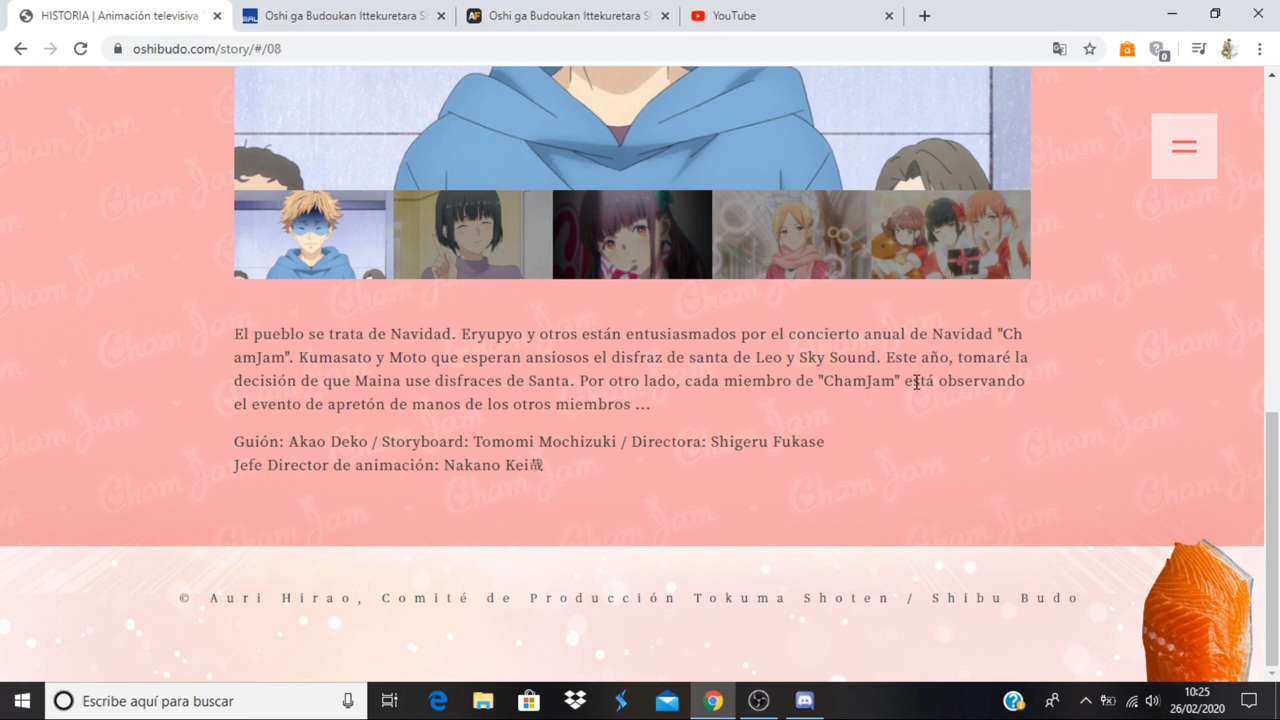 HISTORIA | Animación televisiva
Oshi ga Budoukan Ittekuretara S
Oshi ga Budoukan Ittekuretara S
YouTube
oshibudo.com/story/#/08
El pueblo se trata de Navidad. Eryupyo y otros están entusiasmados por el concierto anual de Navidad "Ch
amJam". Kumasato y Moto que esperan ansiosos el disfraz de santa de Leo y Sky Sound. Este año, tomaré la
decisión de que Maina use disfraces de Santa. Por otro lado, cada miembro de "ChamJam" está observando
el evento de apretón de manos de los otros miembros ...
Guión: Akao Deko / Storyboard: Tomomi Mochizuki / Directora: Shigeru Fukase
Jefe Director de animación: Nakano Kei哉
© Auri Hirao, Comité de Producción Tokuma Shoten / Shibu Budo
Cham Jam
Escribe aquí para buscar
10:25
26/02/2020